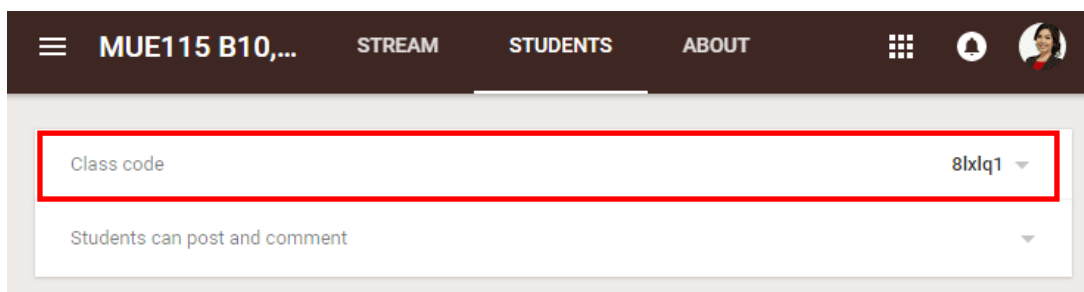 MUE115 B10,... STREAM STUDENTS ABOUT
Class code 8lxlq1
Students can post and comment